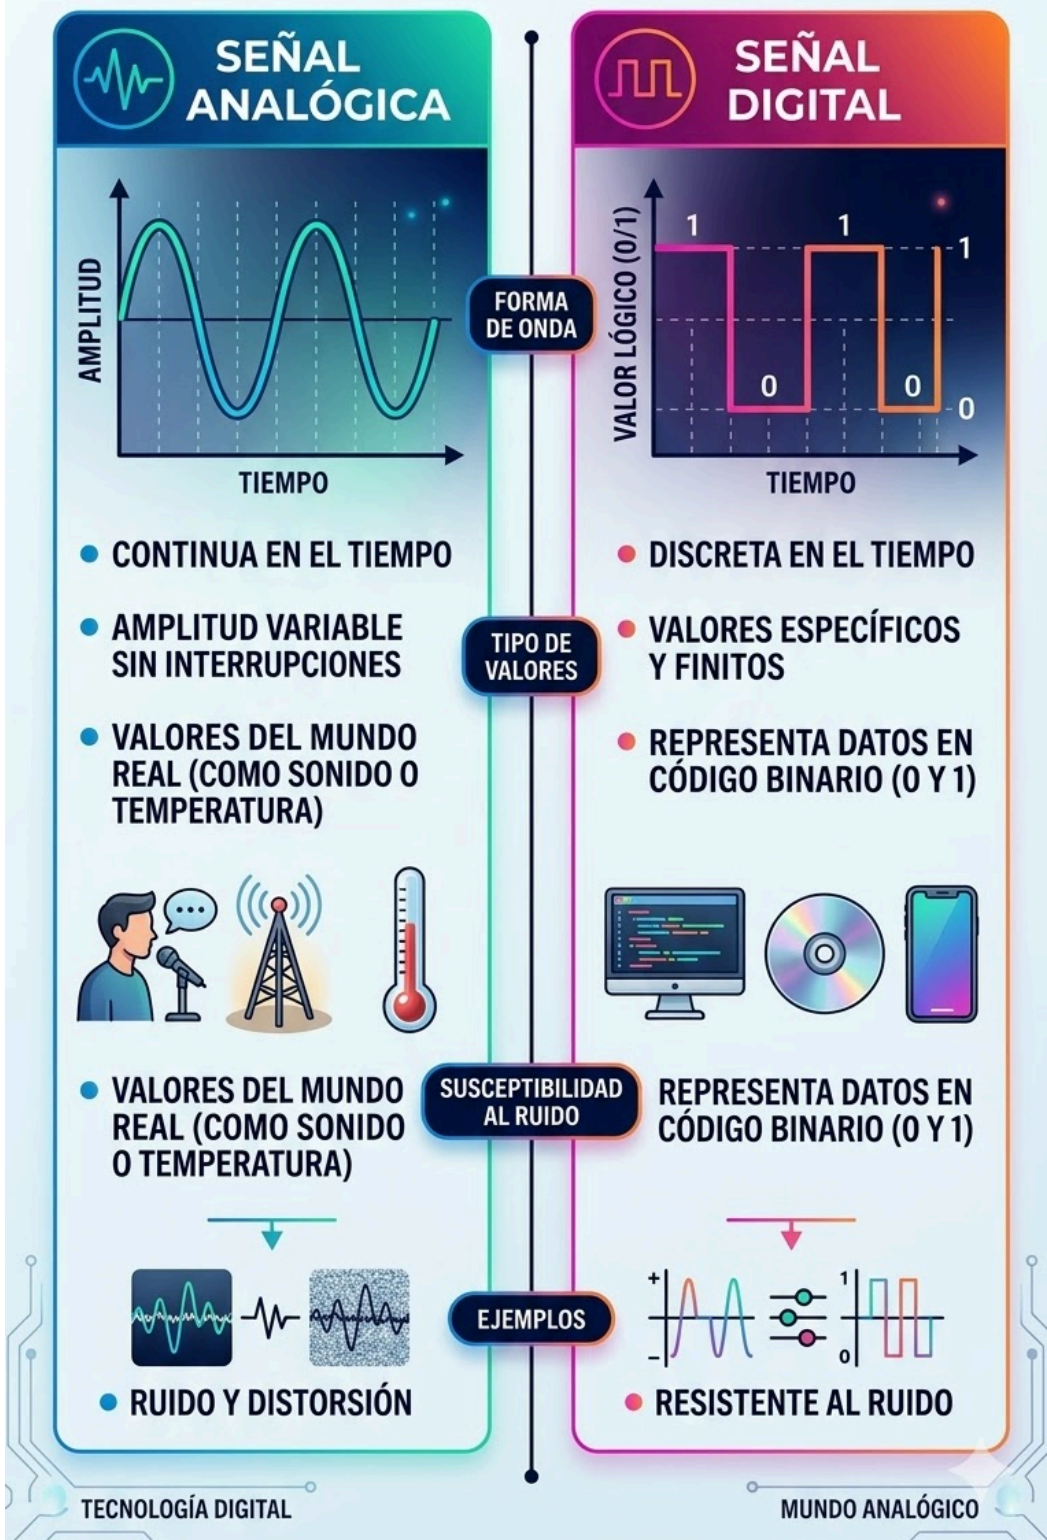 SEÑAL
ANALÓGICA
AMPLITUD
TIEMPO
CONTINUA EN EL TIEMPO
AMPLITUD VARIABLE
SIN INTERRUPCIONES
VALORES DEL MUNDO
REAL (COMO SONIDO O
TEMPERATURA)
VALORES DEL MUNDO
REAL (COMO SONIDO
O TEMPERATURA)
RUIDO Y DISTORSIÓN
TECNOLOGÍA DIGITAL
FORMA
DE ONDA
TIPO DE
VALORES
SUSCEPTIBILIDAD
AL RUIDO
EJEMPLOS
SEÑAL
DIGITAL
VALOR LÓGICO (0/1)
1
1
1
0
0
0
TIEMPO
DISCRETA EN EL TIEMPO
VALORES ESPECÍFICOS
Y FINITOS
REPRESENTA DATOS EN
CÓDIGO BINARIO (0 Y 1)
REPRESENTA DATOS EN
CÓDIGO BINARIO (0 Y 1)
+
–
1
0
RESISTENTE AL RUIDO
MUNDO ANALÓGICO